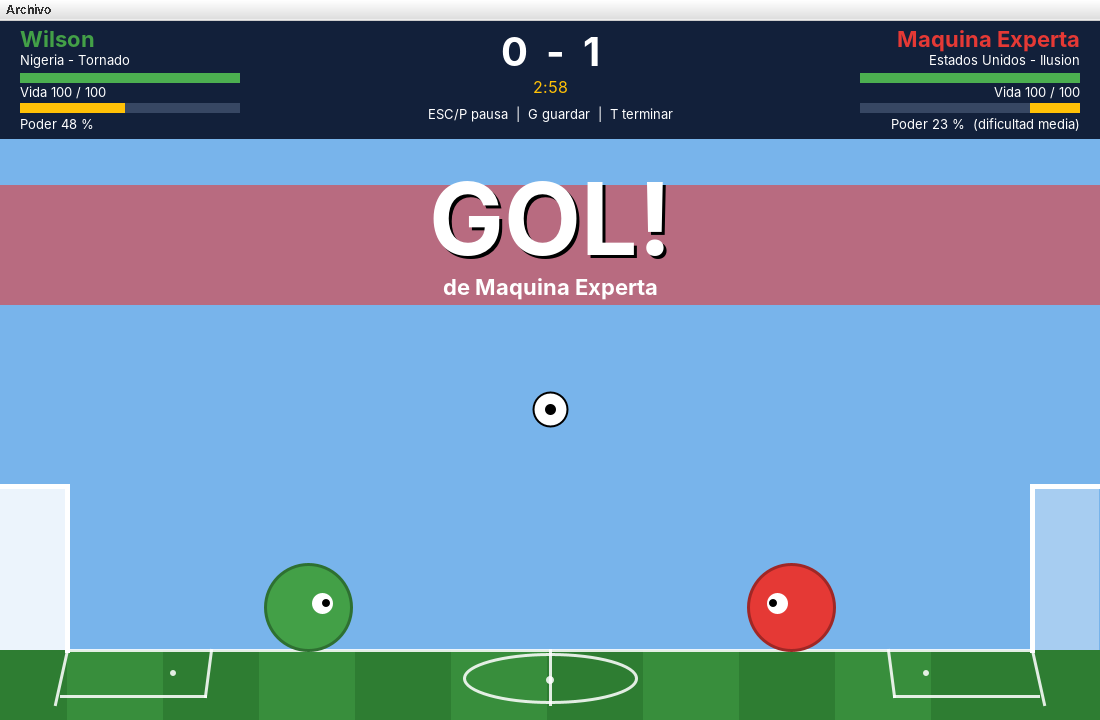 Archivo
Wilson
Nigeria - Tornado
Vida 100 / 100
Poder 48 %
0 - 1
2:58
ESC/P pausa | G guardar | T terminar
Maquina Experta
Estados Unidos - Ilusion
Vida 100 / 100
Poder 23 % (dificultad media)
GOL!
de Maquina Experta